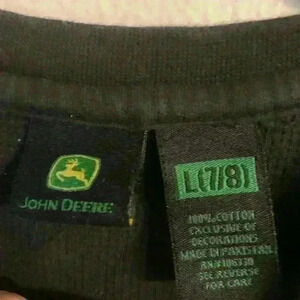 JOHN DEERE
L(7/8)
100% COTTON
EXCLUSIVE OF
DECORATIONS
MADE IN PAKISTAN
SEE REVERSE
FOR CARE